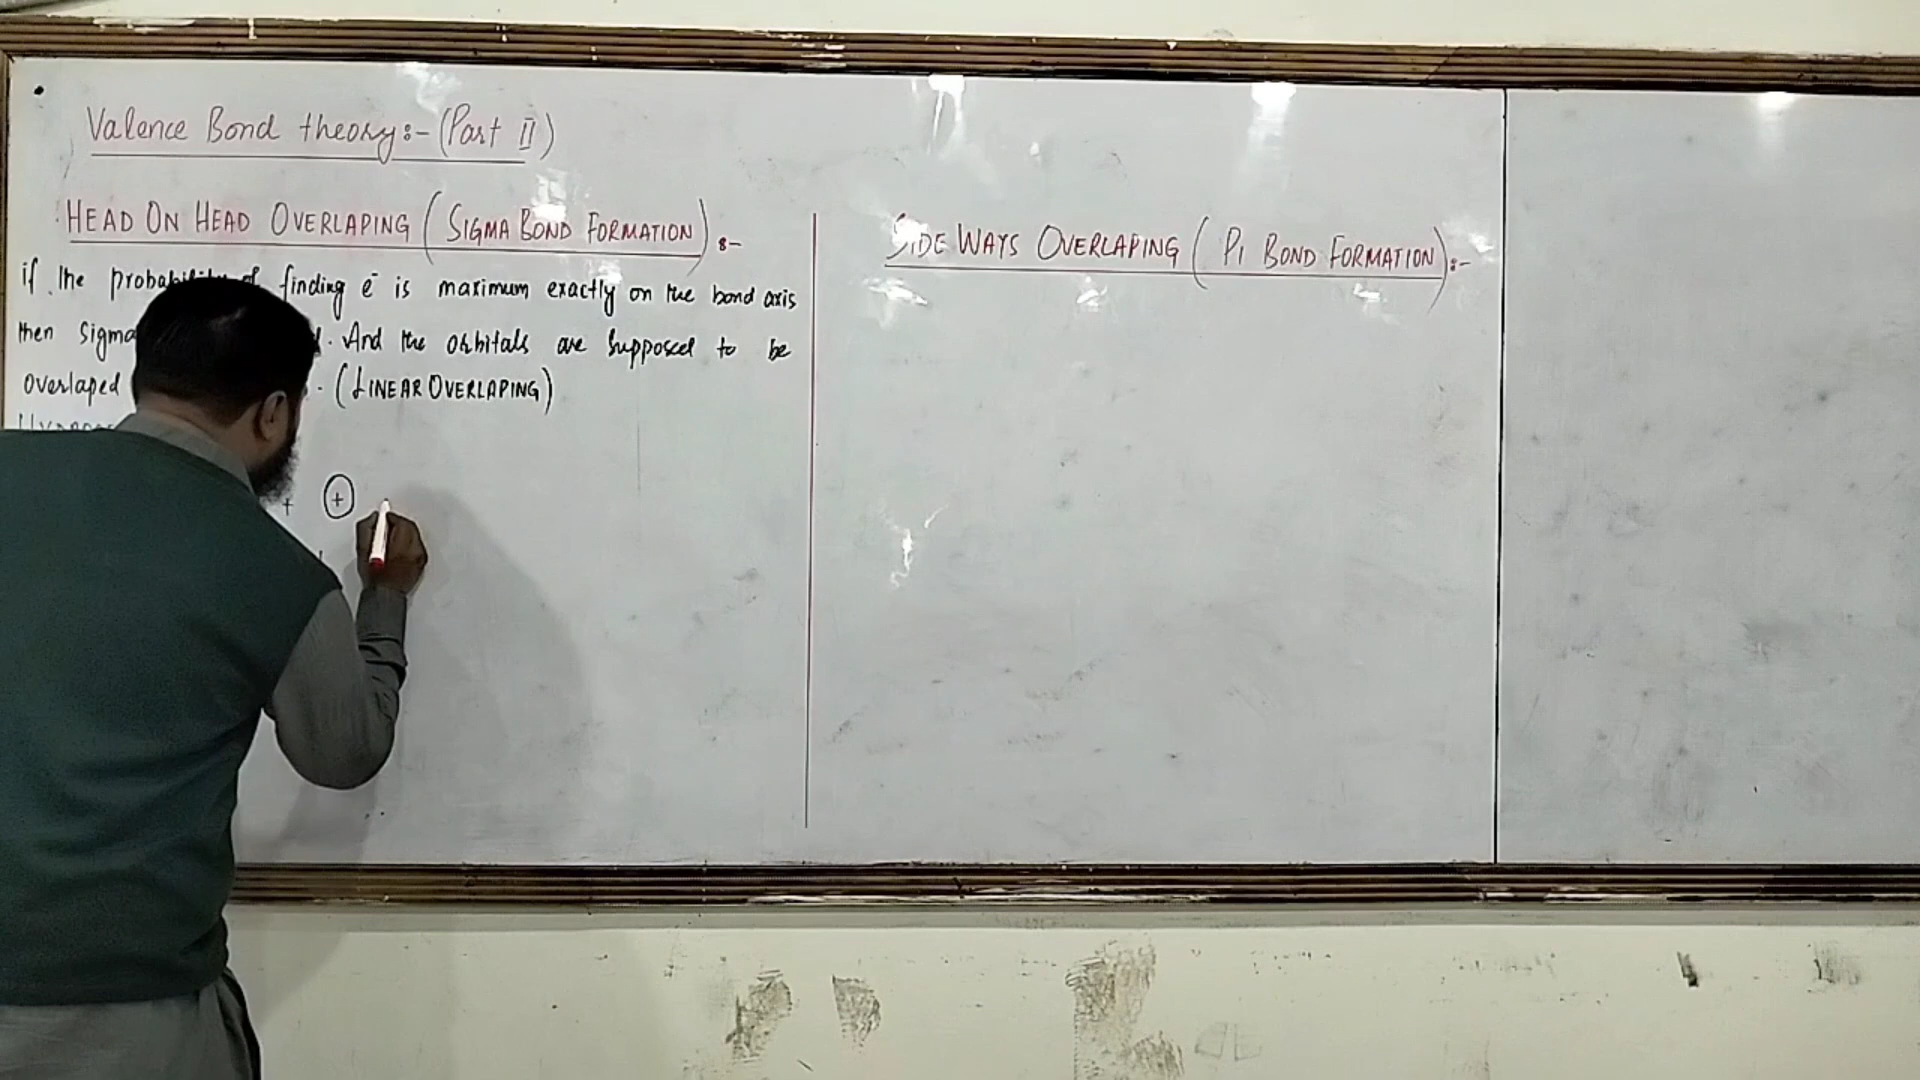 Valence Bond theory:- (Part II)
HEAD ON HEAD OVERLAPING (SIGMA BOND FORMATION) :-
if the probability of finding e̅ is maximum exactly on the bond axis
then Sigma . And the orbitals are supposed to be
overlaped . (LINEAR OVERLAPING)
+ +
SIDE WAYS OVERLAPING ( PI BOND FORMATION):-